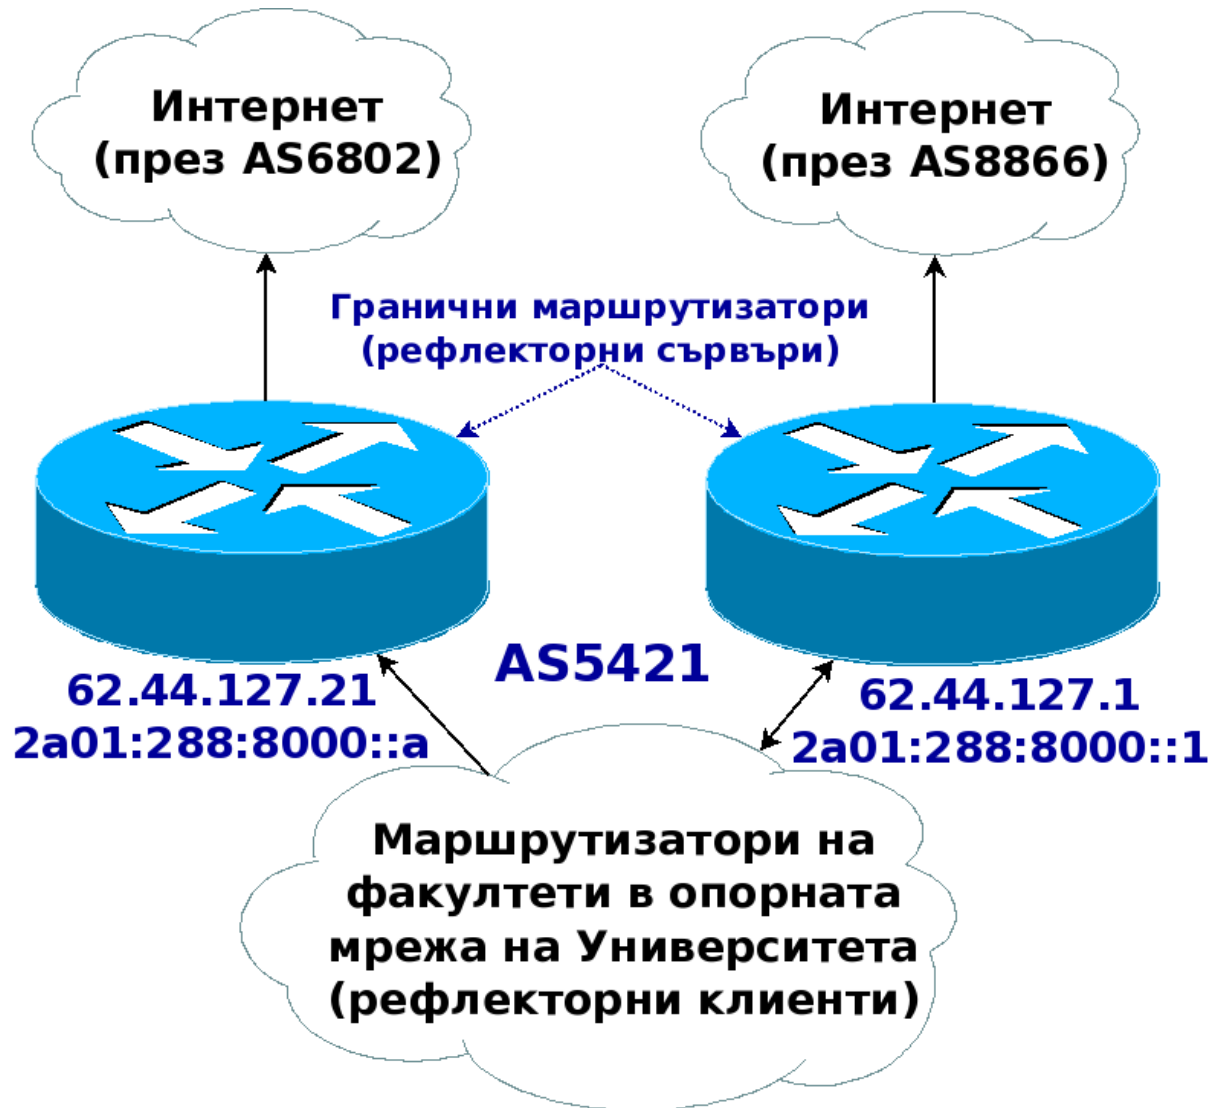 Интернет
(през AS6802)
Интернет
(през AS8866)
Гранични маршрутизатори
(рефлекторни сървъри)
AS5421
62.44.127.21
2a01:288:8000::a
62.44.127.1
2a01:288:8000::1
Маршрутизатори на
факултети в опорната
мрежа на Университета
(рефлекторни клиенти)